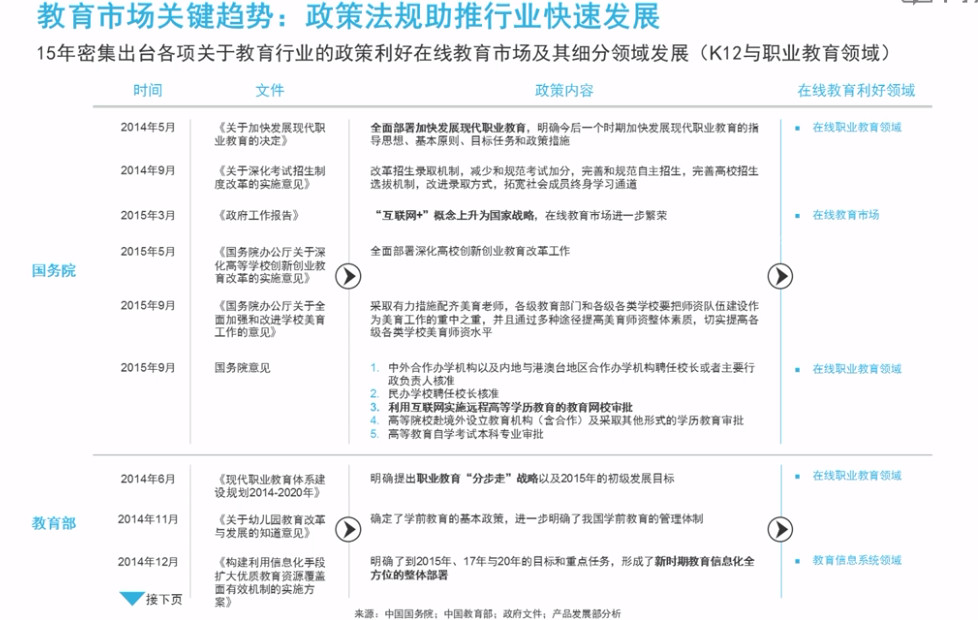 教育市场关键趋势：政策法规助推行业快速发展
15年密集出台各项关于教育行业的政策利好在线教育市场及其细分领域发展（K12与职业教育领域）
时间
文件
政策内容
在线教育利好领域
国务院
2014年5月
《关于加快发展现代职
业教育的决定》
全面部署加快发展现代职业教育，明确今后一个时期加快发展现代职业教育的指
导思想、基本原则、目标任务和政策措施
▪ 在线职业教育领域
2014年9月
《关于深化考试招生制
度改革的实施意见》
改革招生录取机制，减少和规范考试加分，完善和规范自主招生，完善高校招生
选拔机制，改进录取方式，拓宽社会成员终身学习通道
2015年3月
《政府工作报告》
“互联网+”概念上升为国家战略，在线教育市场进一步繁荣
▪ 在线教育市场
2015年5月
《国务院办公厅关于深
化高等学校创新创业教
育改革的实施意见》
全面部署深化高校创新创业教育改革工作
2015年9月
《国务院办公厅关于全
面加强和改进学校美育
工作的意见》
采取有力措施配齐美育老师，各级教育部门和各级各类学校要把师资队伍建设作
为美育工作的重中之重，并且通过多种途径提高美育师资整体素质，切实提高各
级各类学校美育师资水平
2015年9月
国务院意见
1. 中外合作办学机构以及内地与港澳台地区合作办学机构聘任校长或者主要行
政负责人核准
2. 民办学校聘任校长核准
3. 利用互联网实施远程高等学历教育的教育网校审批
4. 高等院校赴境外设立教育机构（含合作）及采取其他形式的学历教育审批
5. 高等教育自学考试本科专业审批
▪ 在线职业教育领域
教育部
2014年6月
《现代职业教育体系建
设规划2014-2020年》
明确提出职业教育“分步走”战略以及2015年的初级发展目标
▪ 在线职业教育领域
2014年11月
《关于幼儿园教育改革
与发展的知道意见》
确定了学前教育的基本政策，进一步明确了我国学前教育的管理体制
2014年12月
《构建利用信息化手段
扩大优质教育资源覆盖
面有效机制的实施方
案》
明确了到2015年、17年与20年的目标和重点任务，形成了新时期教育信息化全
方位的整体部署
▪ 教育信息系统领域
接下页
来源：中国国务院；中国教育部；政府文件；产品发展部分析